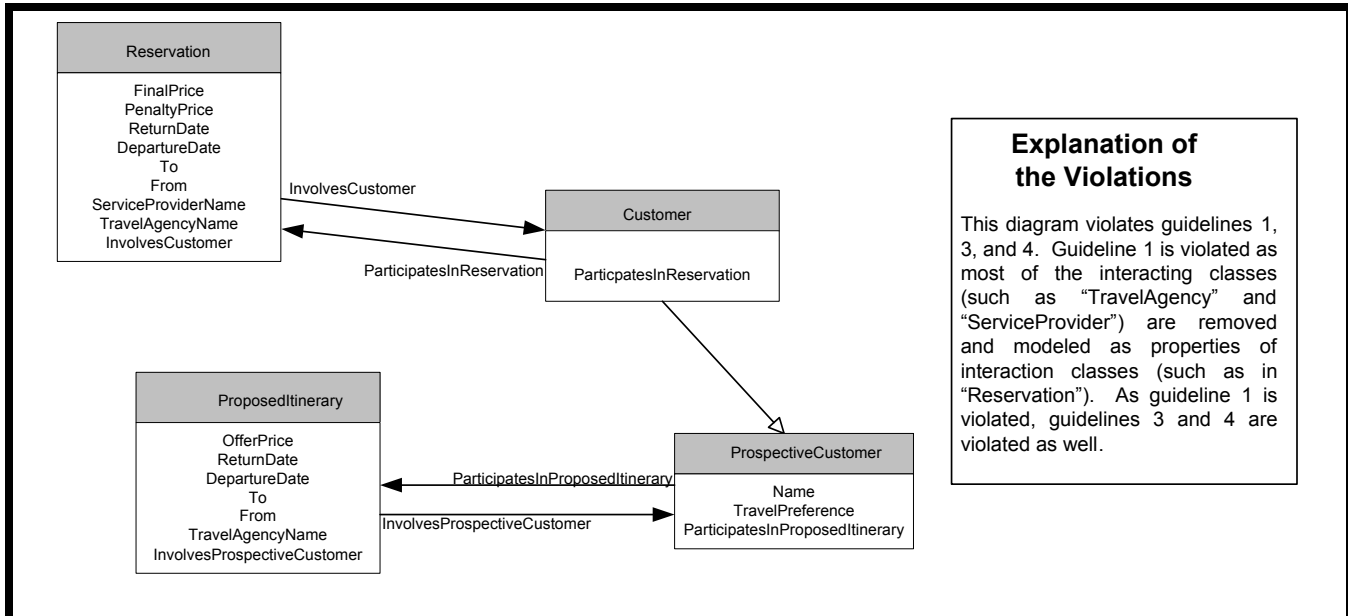 Reservation
FinalPrice
PenaltyPrice
ReturnDate
DepartureDate
To
From
ServiceProviderName
TravelAgencyName
InvolvesCustomer
InvolvesCustomer
ParticipatesInReservation
Customer
ParticpatesInReservation
ProposedItinerary
OfferPrice
ReturnDate
DepartureDate
To
From
TravelAgencyName
InvolvesProspectiveCustomer
ParticipatesInProposedItinerary
InvolvesProspectiveCustomer
ProspectiveCustomer
Name
TravelPreference
ParticipatesInProposedItinerary
Explanation of
the Violations
This diagram violates guidelines 1,
3, and 4. Guideline 1 is violated as
most of the interacting classes
(such as “TravelAgency” and
“ServiceProvider”) are removed
and modeled as properties of
interaction classes (such as in
“Reservation”). As guideline 1 is
violated, guidelines 3 and 4 are
violated as well.